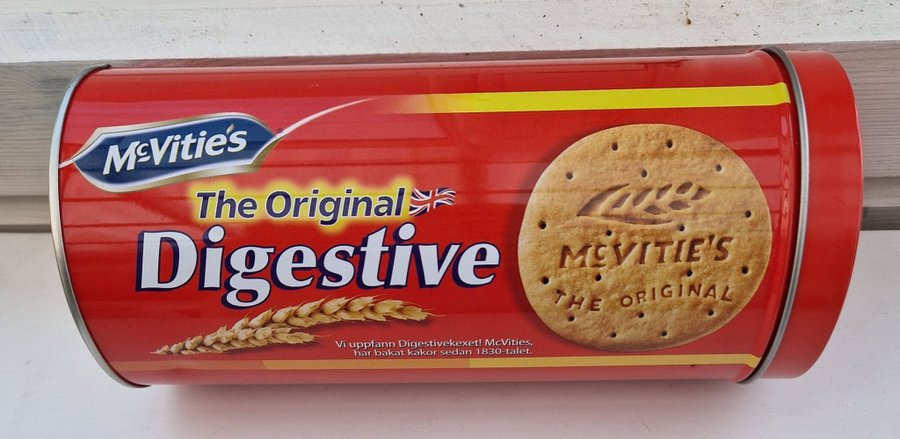 McVitie's
The Original
Digestive
Vi uppfann Digestivekexet! McVities,
har bakat kakor sedan 1830-talet.
McVITIE'S
THE ORIGINAL